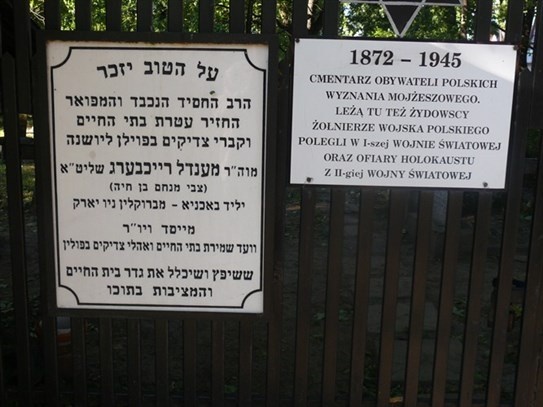 על הטוב יזכר
הרב החסיד הנכבד והמפואר
החזיר עטרת בתי החיים
וקברי צדיקים בפוילן ליושנה
מוה"ר מענדל רייכבערג שליט"א
(צבי מנחם בן חיה)
יליד באכניא - מברוקלין ניו יארק
מייסד ויו"ר
וועד שמירת בתי החיים ואהלי צדיקים בפולין
ששיפץ ושיכלל את גדר בית החיים
והמציבות בתוכו
1872 - 1945
CMENTARZ OBYWATELI POLSKICH
WYZNANIA MOJŻESZOWEGO.
LEŻĄ TU TEŻ ŻYDOWSCY
ŻOŁNIERZE WOJSKA POLSKIEGO
POLEGLI W I-szej WOJNIE ŚWIATOWEJ
ORAZ OFIARY HOLOKAUSTU
Z II-giej WOJNY ŚWIATOWEJ